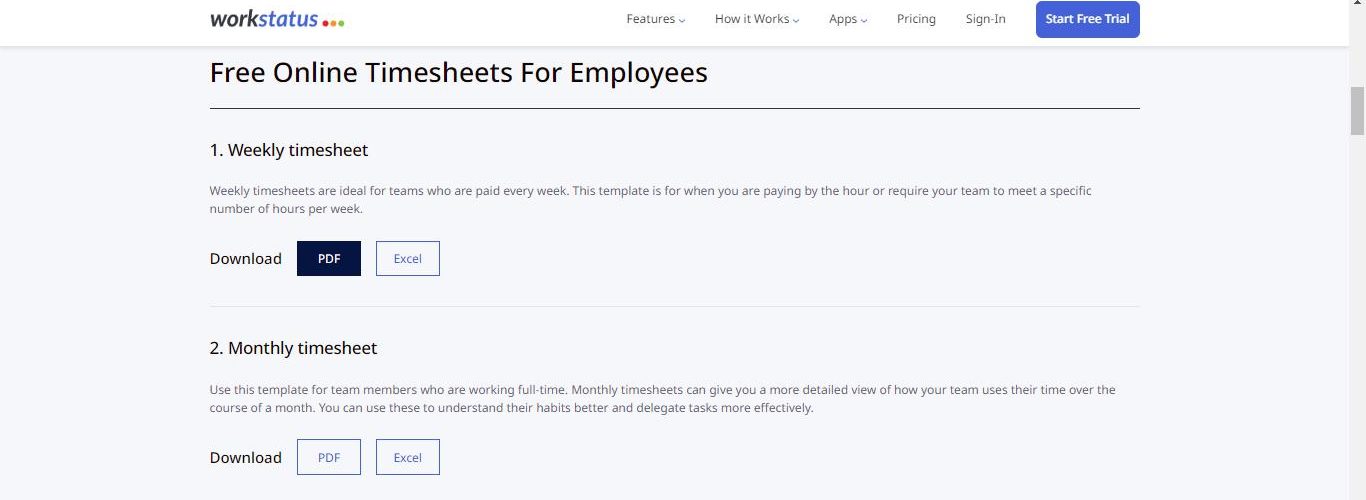 workstatus
Features How it Works Apps Pricing Sign-In Start Free Trial
Free Online Timesheets For Employees
1. Weekly timesheet
Weekly timesheets are ideal for teams who are paid every week. This template is for when you are paying by the hour or require your team to meet a specific
number of hours per week.
Download PDF Excel
2. Monthly timesheet
Use this template for team members who are working full-time. Monthly timesheets can give you a more detailed view of how your team uses their time over the
course of a month. You can use these to understand their habits better and delegate tasks more effectively.
Download PDF Excel